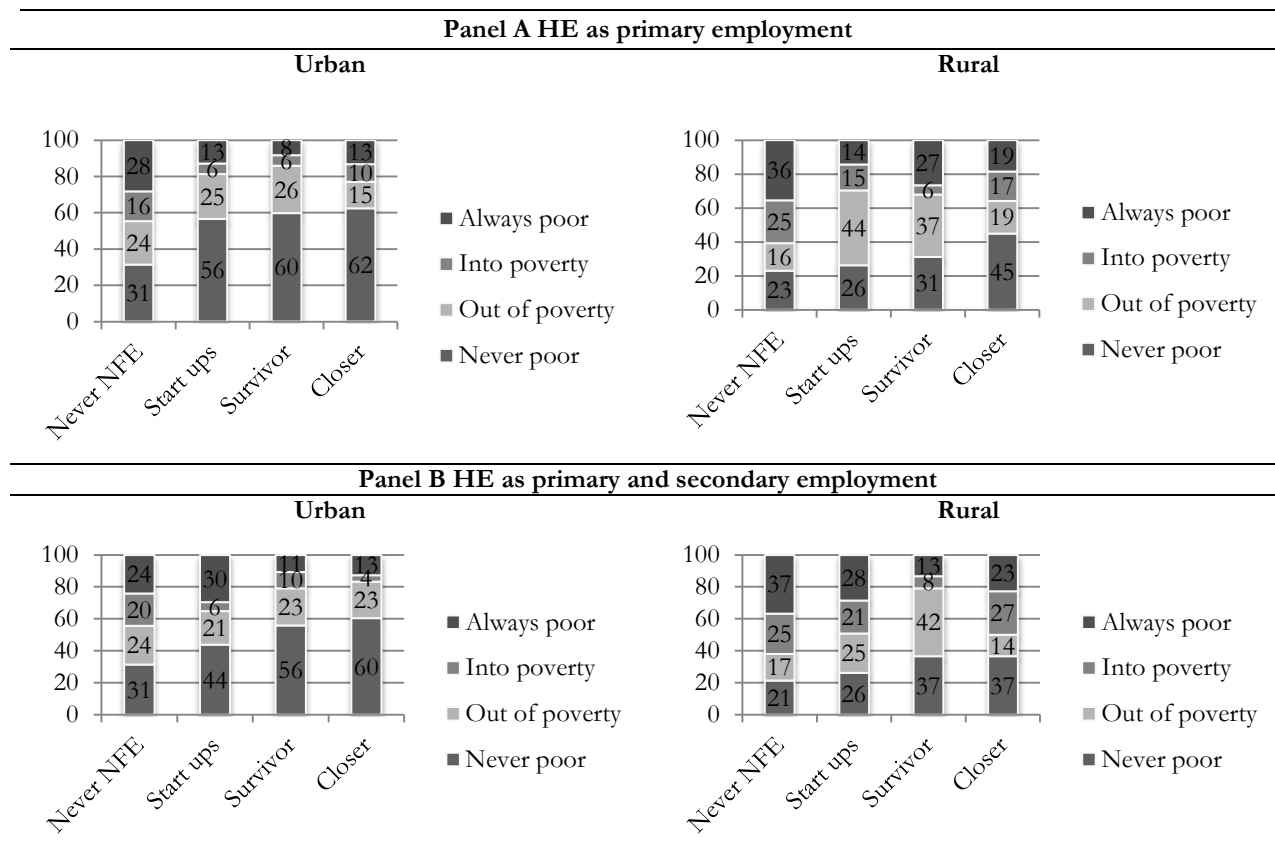 Panel A HE as primary employment
Urban
100
80
60
40
20
0
28
16
24
31
13
6
25
56
8
6
26
60
13
10
15
62
Never NFE
Start ups
Survivor
Closer
Always poor
Into poverty
Out of poverty
Never poor
Rural
100
80
60
40
20
0
36
25
16
23
14
15
44
26
27
6
37
31
19
17
19
45
Never NFE
Start ups
Survivor
Closer
Always poor
Into poverty
Out of poverty
Never poor
Panel B HE as primary and secondary employment
Urban
100
80
60
40
20
0
24
20
24
31
30
6
21
44
11
10
23
56
13
4
23
60
Never NFE
Start ups
Survivor
Closer
Always poor
Into poverty
Out of poverty
Never poor
Rural
100
80
60
40
20
0
37
25
17
21
28
21
25
26
13
8
42
37
23
27
14
37
Never NFE
Start ups
Survivor
Closer
Always poor
Into poverty
Out of poverty
Never poor